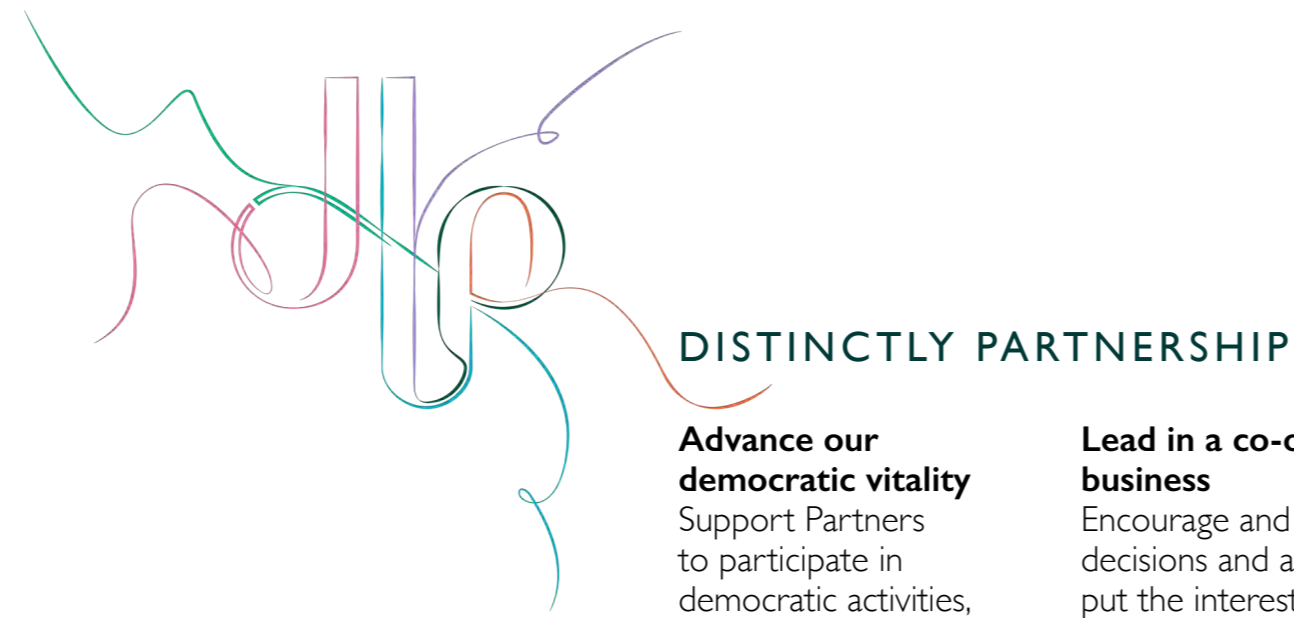 DISTINCTLY PARTNERSHIP
Advance our
democratic vitality
Support Partners
to participate in
democratic activities,
Lead in a co-
business
Encourage and
decisions and a
put the interest